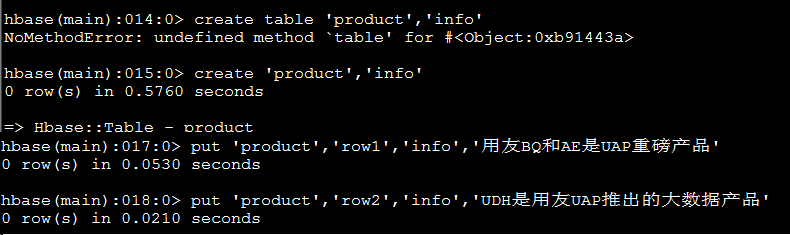 hbase(main):014:0> create table 'product','info'
NoMethodError: undefined method `table' for #<Object:0xb91443a>
hbase(main):015:0> create 'product','info'
0 row(s) in 0.5760 seconds
=> Hbase::Table - product
hbase(main):017:0> put 'product','row1','info','用友BQ和AE是UAP重磅产品'
0 row(s) in 0.0530 seconds
hbase(main):018:0> put 'product','row2','info','UDH是用友UAP推出的大数据产品'
0 row(s) in 0.0210 seconds